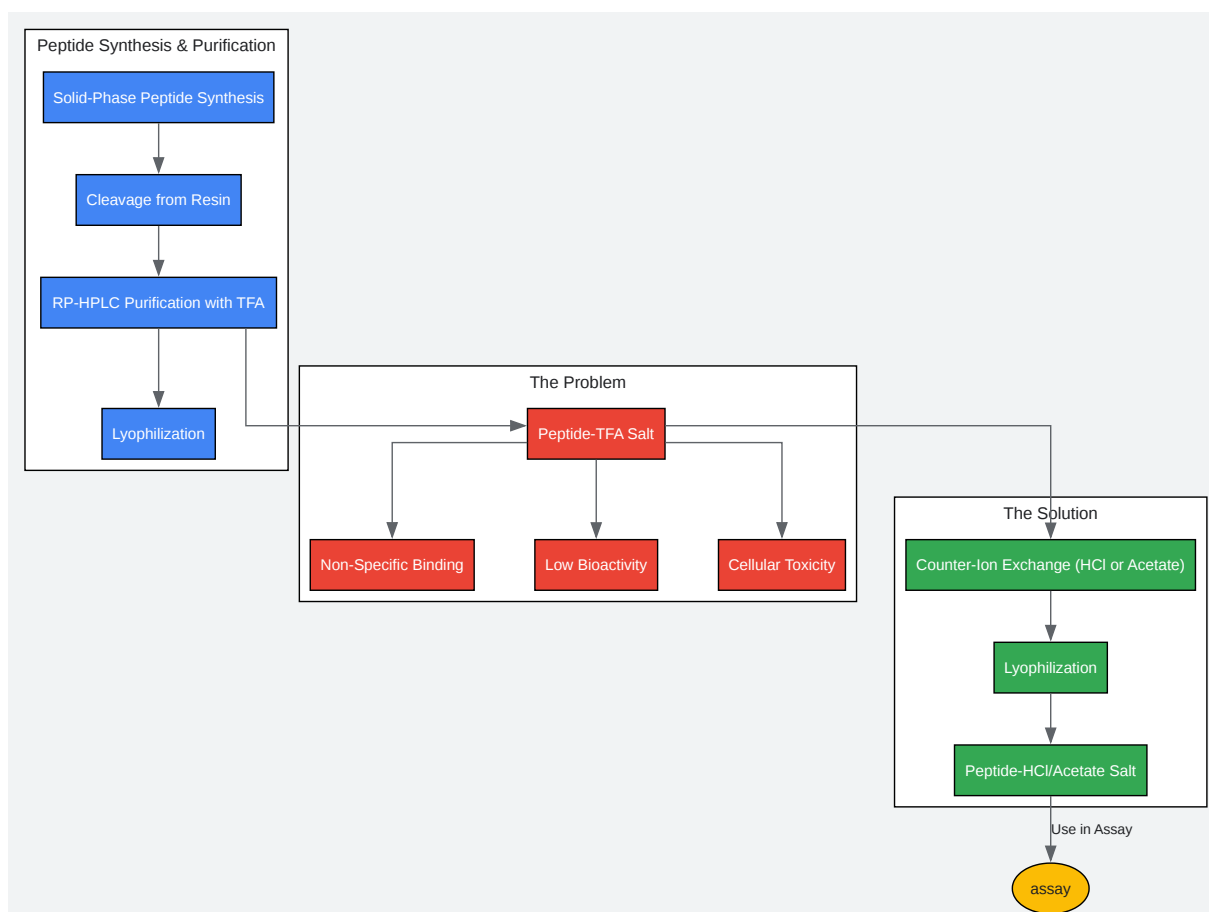 Peptide Synthesis & Purification
Solid-Phase Peptide Synthesis
Cleavage from Resin
RP-HPLC Purification with TFA
Lyophilization
The Problem
Peptide-TFA Salt
Non-Specific Binding
Low Bioactivity
Cellular Toxicity
The Solution
Counter-Ion Exchange (HCl or Acetate)
Lyophilization
Peptide-HCl/Acetate Salt
Use in Assay
assay